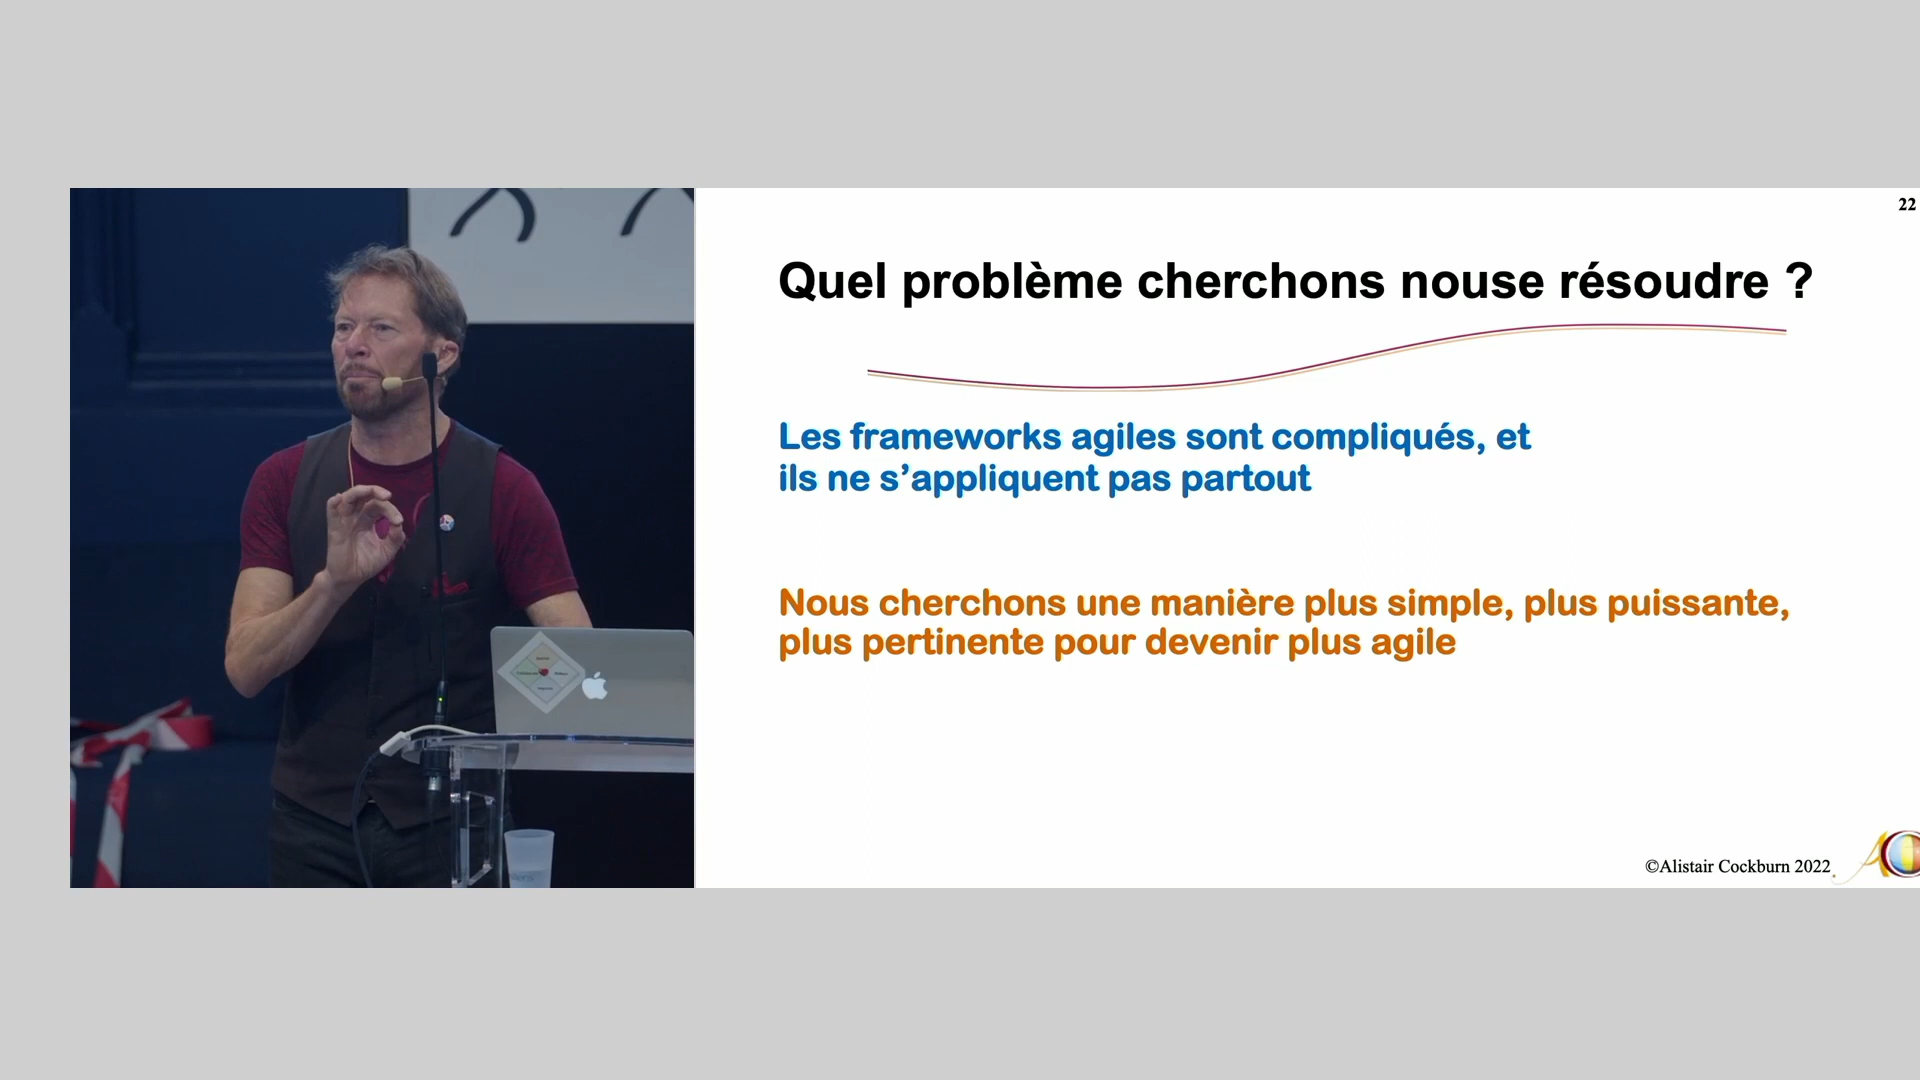 22
Quel problème cherchons nouse résoudre ?
Les frameworks agiles sont compliqués, et
ils ne s’appliquent pas partout
Nous cherchons une manière plus simple, plus puissante,
plus pertinente pour devenir plus agile
©Alistair Cockburn 2022